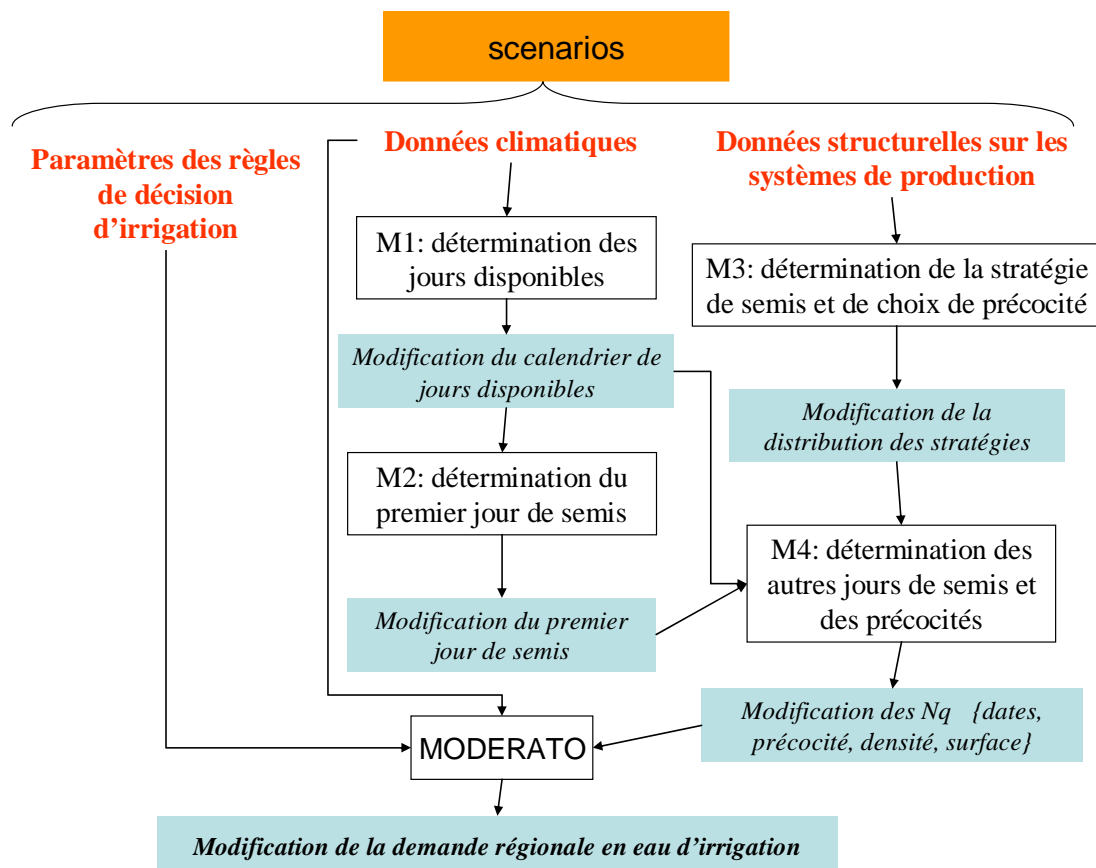 scenarios
Paramètres des règles
de décision
d'irrigation
Données climatiques
Données structurelles sur les
systèmes de production
M1: détermination des
jours disponibles
M3: détermination de la stratégie
de semis et de choix de précocité
Modification du calendrier de
jours disponibles
Modification de la
distribution des stratégies
M2: détermination du
premier jour de semis
M4: détermination des
autres jours de semis et
des précocités
Modification du premier
jour de semis
Modification des Nq {dates,
précocité, densité, surface}
MODERATO
Modification de la demande régionale en eau d'irrigation